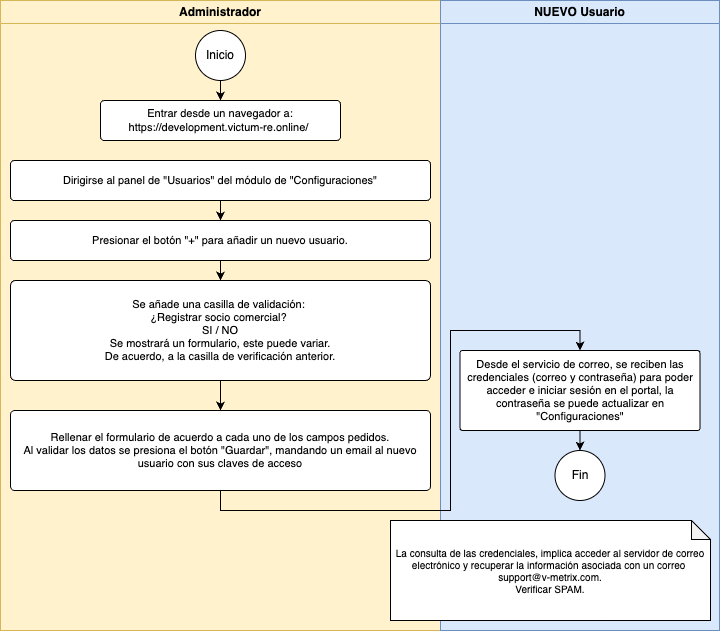 Administrador
NUEVO Usuario
Inicio
Entrar desde un navegador a:
https://development.victum-re.online/
Dirigirse al panel de "Usuarios" del módulo de "Configuraciones"
Presionar el botón "+" para añadir un nuevo usuario.
Se añade una casilla de validación:
¿Registrar socio comercial?
SI / NO
Se mostrará un formulario, este puede variar.
De acuerdo, a la casilla de verificación anterior.
Rellenar el formulario de acuerdo a cada uno de los campos pedidos.
Al validar los datos se presiona el botón "Guardar", mandando un email al nuevo
usuario con sus claves de acceso
Desde el servicio de correo, se reciben las
credenciales (correo y contraseña) para poder
acceder e iniciar sesión en el portal, la
contraseña se puede actualizar en
"Configuraciones"
Fin
La consulta de las credenciales, implica acceder al servidor de correo
electrónico y recuperar la información asociada con un correo
support@v-metrix.com.
Verificar SPAM.